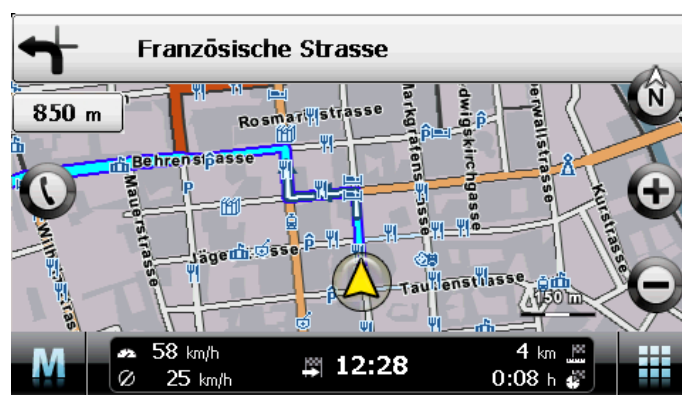 Französische Strasse
850 m
N
Rosmarinstrasse
Behrenstrasse
Mauerstrasse
Markgrafenstrasse
Kurstrasse
Taubenstrasse
150 m
M
58 km/h
25 km/h
12:28
4 km
0:08 h